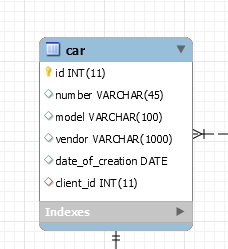 car
id INT(11)
number VARCHAR(45)
model VARCHAR(100)
vendor VARCHAR(1000)
date_of_creation DATE
client_id INT(11)
Indexes